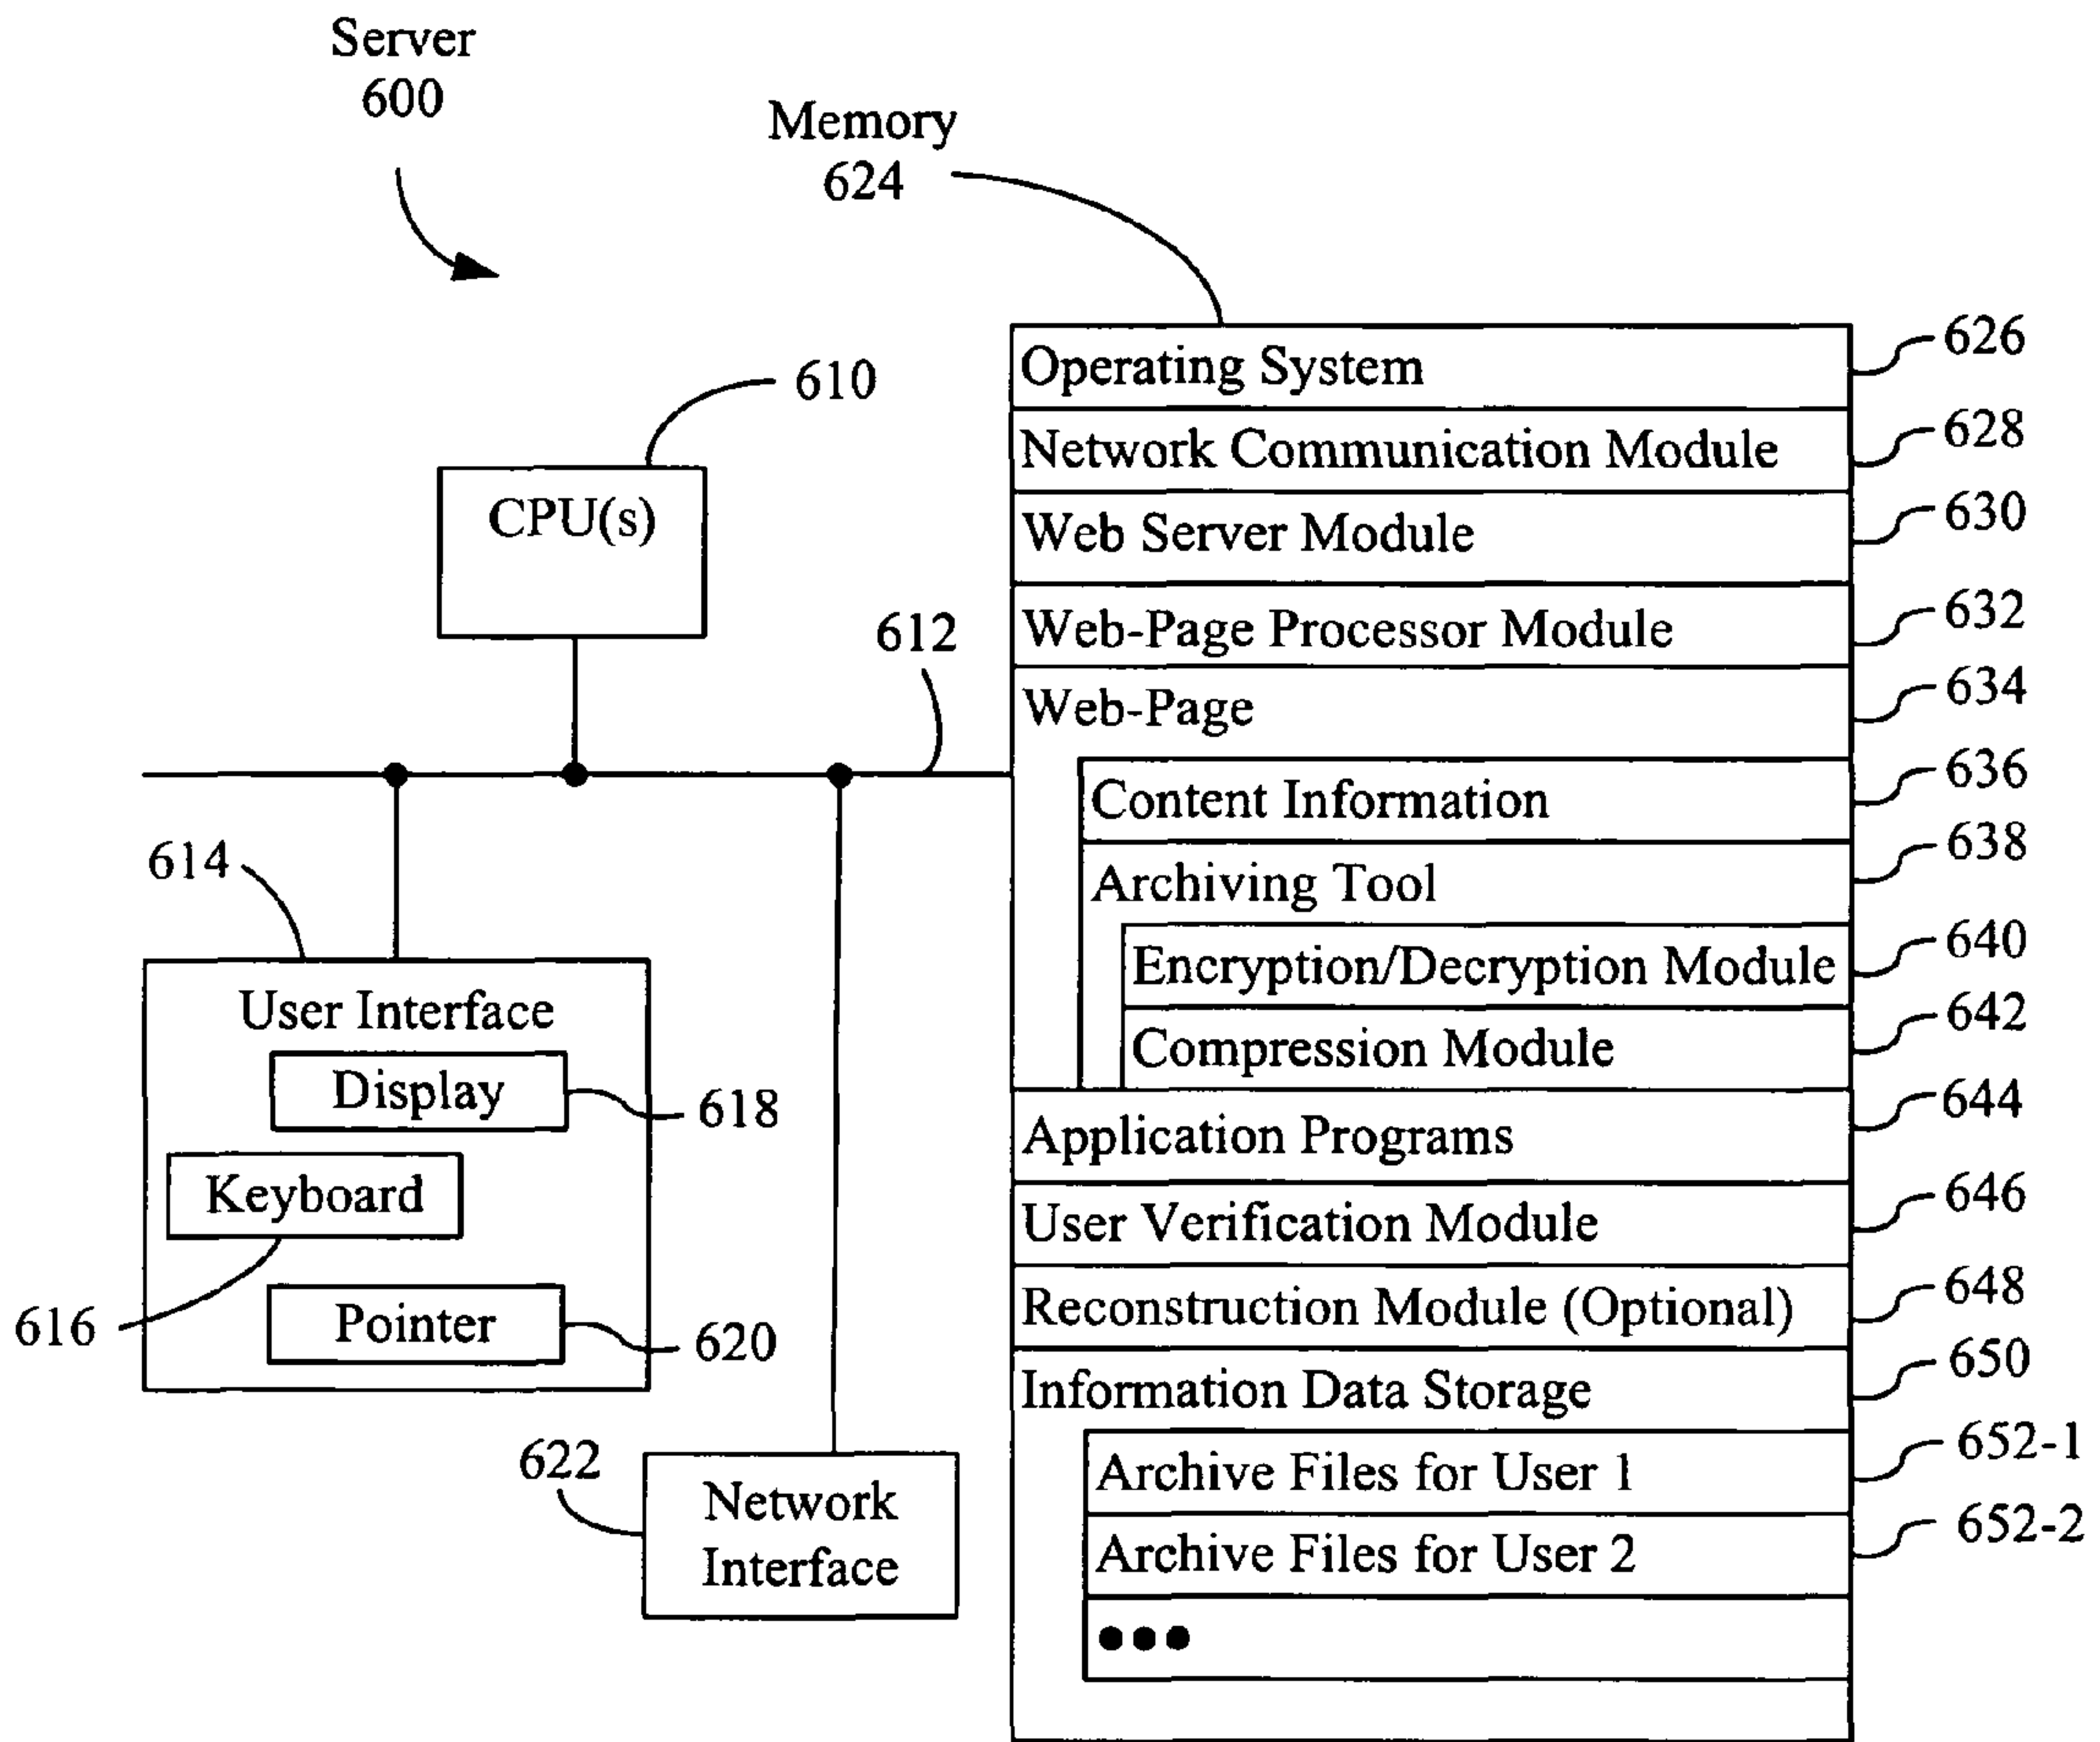 Server
600
Memory
624
610
CPU(s)
612
614
User Interface
Display
618
Keyboard
616
Pointer
620
622
Network
Interface
Operating System
626
Network Communication Module
628
Web Server Module
630
Web-Page Processor Module
632
Web-Page
634
Content Information
636
Archiving Tool
638
Encryption/Decryption Module
640
Compression Module
642
Application Programs
644
User Verification Module
646
Reconstruction Module (Optional)
648
Information Data Storage
650
Archive Files for User 1
652-1
Archive Files for User 2
652-2
●●●